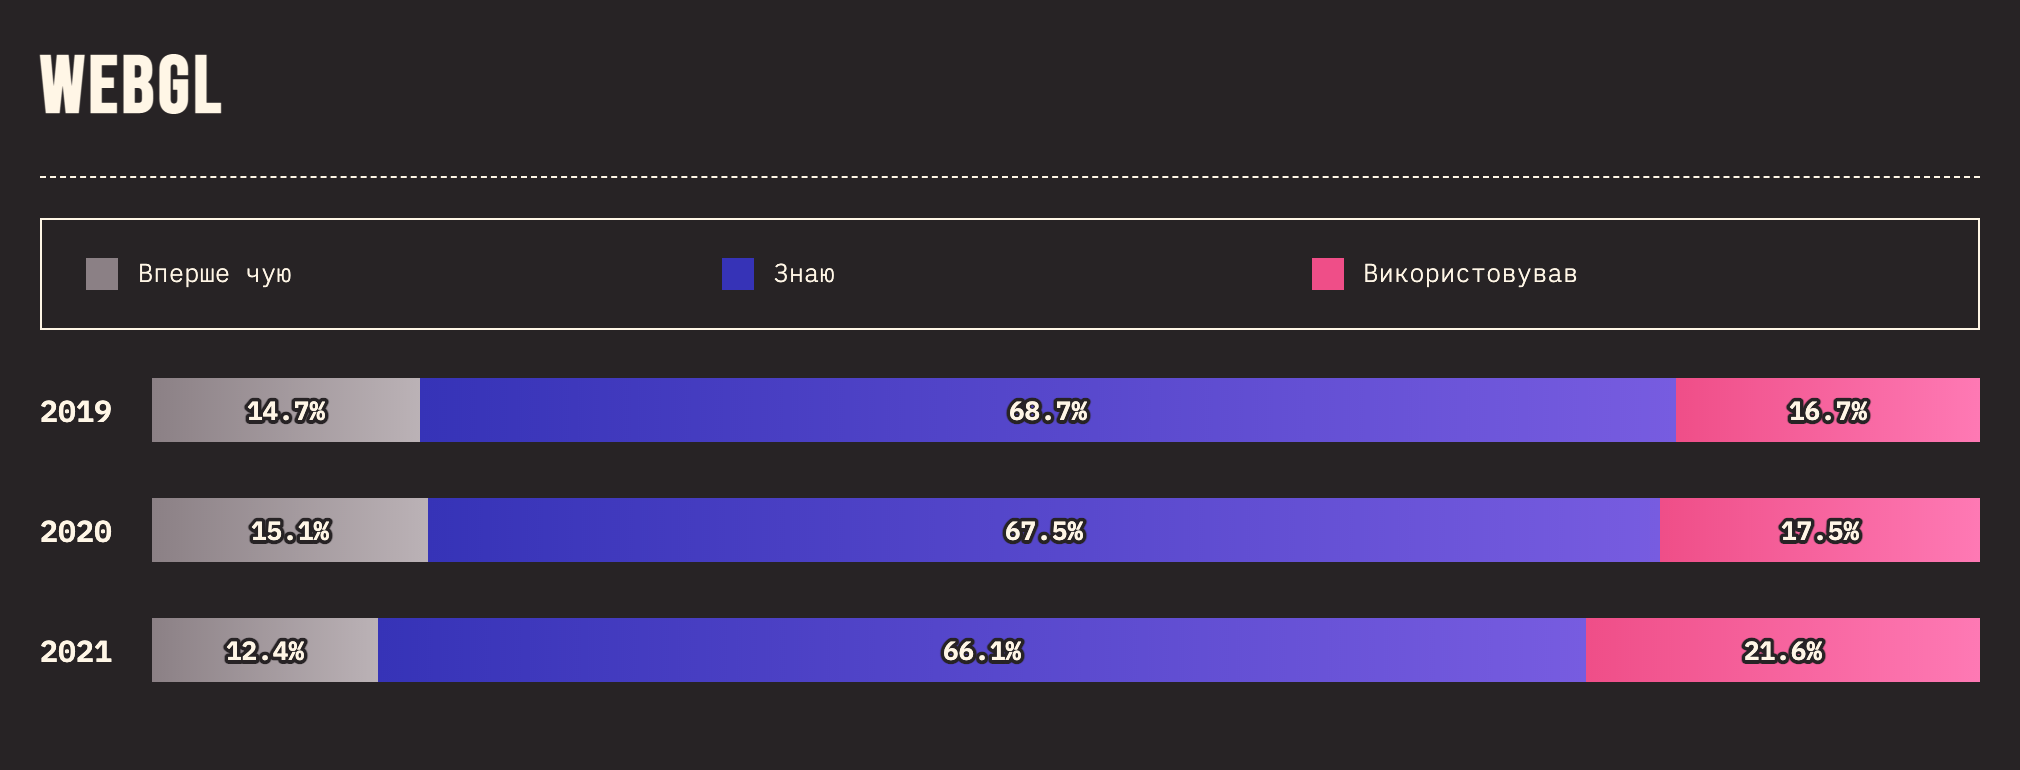 WEBGL
Вперше чую Знаю Використовував
2019 14.7% 68.7% 16.7%
2020 15.1% 67.5% 17.5%
2021 12.4% 66.1% 21.6%